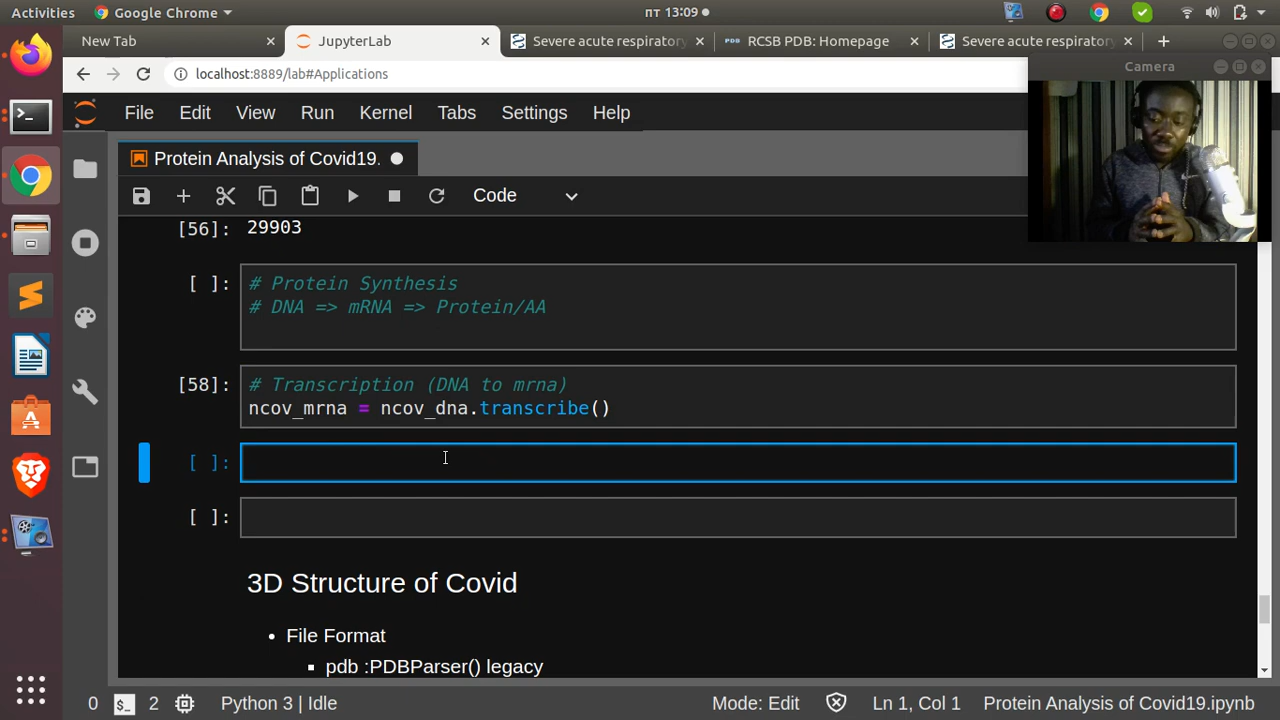 Activities Google Chrome пт 13:09
New Tab JupyterLab Severe acute respiratory RCSB PDB: Homepage Severe acute respiratory
localhost:8889/lab#Applications
Camera
File Edit View Run Kernel Tabs Settings Help
Protein Analysis of Covid19.
Code
[56]: 29903
[ ]: # Protein Synthesis
# DNA => mRNA => Protein/AA
[58]: # Transcription (DNA to mrna)
ncov_mrna = ncov_dna.transcribe()
[ ]:
[ ]:
3D Structure of Covid
• File Format
▪ pdb :PDBParser() legacy
0 $_ 2 Python 3 | Idle Mode: Edit Ln 1, Col 1 Protein Analysis of Covid19.ipynb